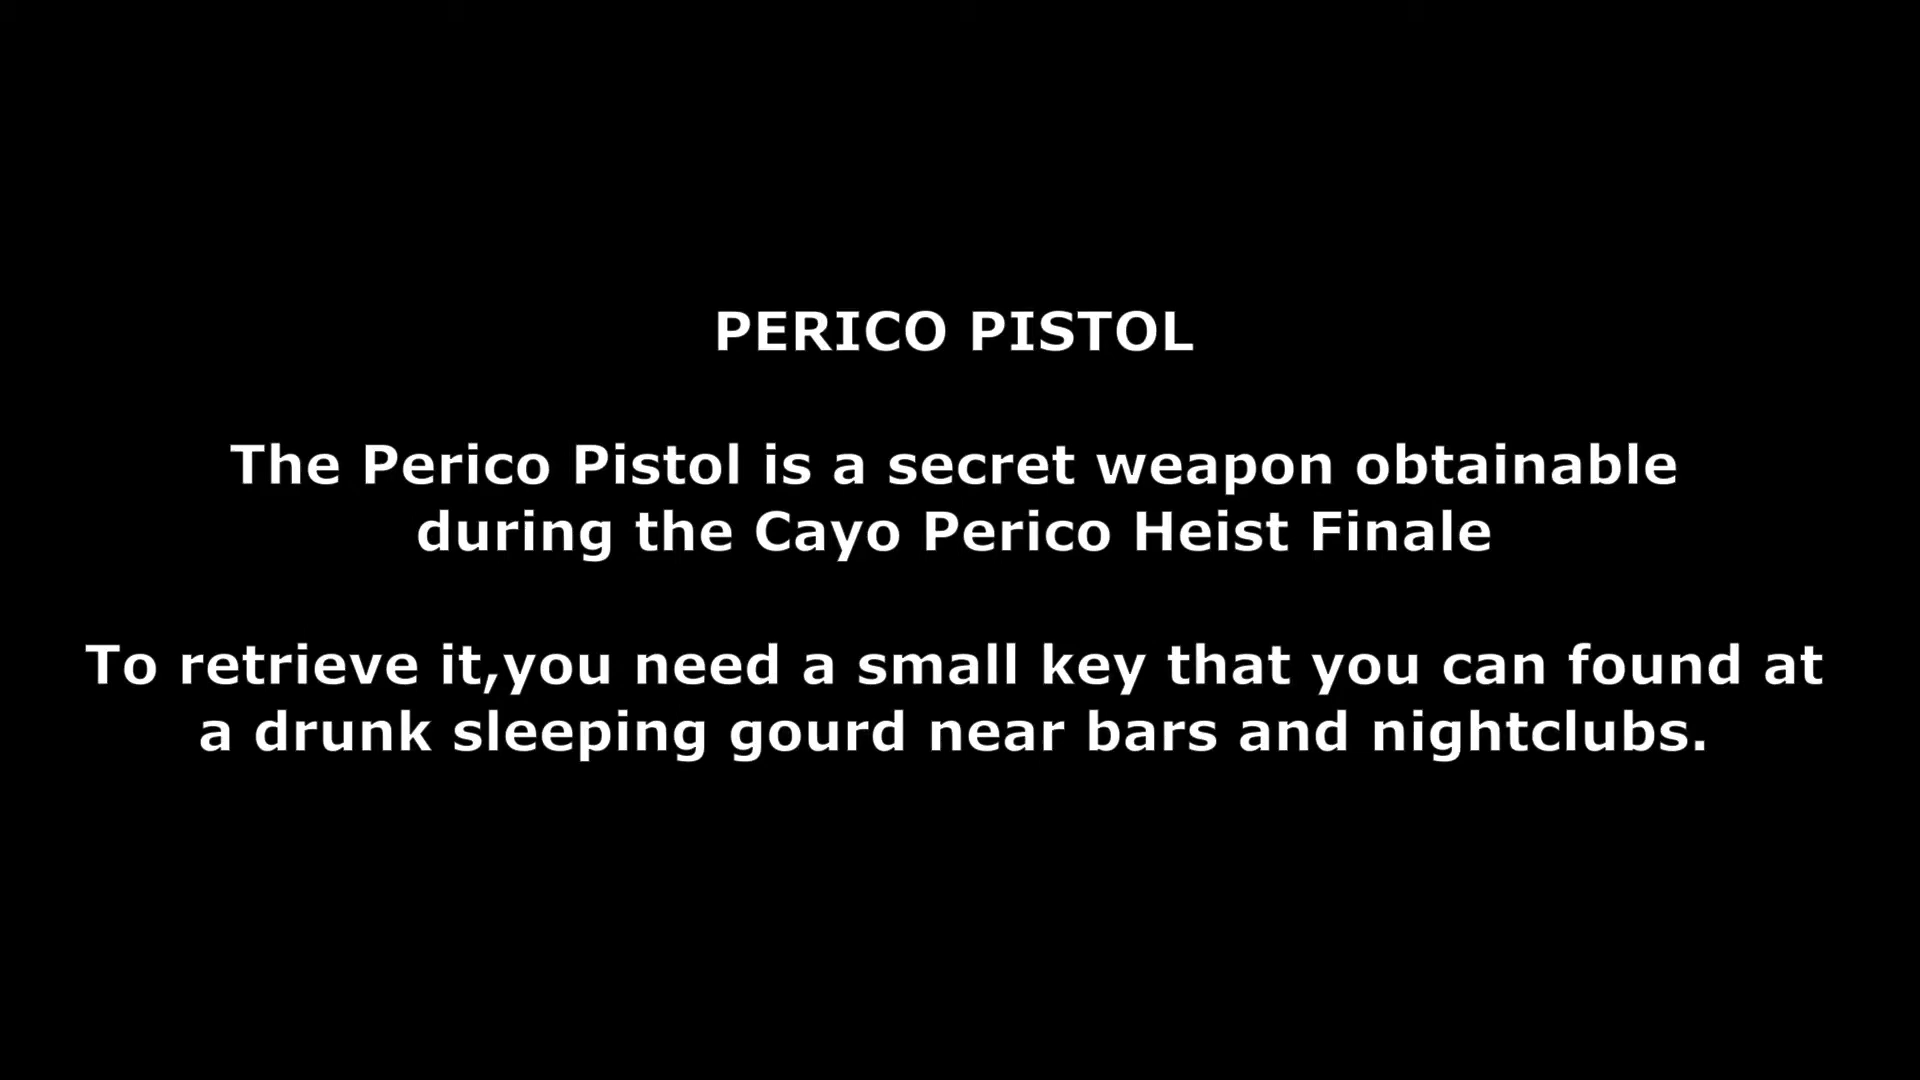 PERICO PISTOL
The Perico Pistol is a secret weapon obtainable
during the Cayo Perico Heist Finale
To retrieve it,you need a small key that you can found at
a drunk sleeping gourd near bars and nightclubs.